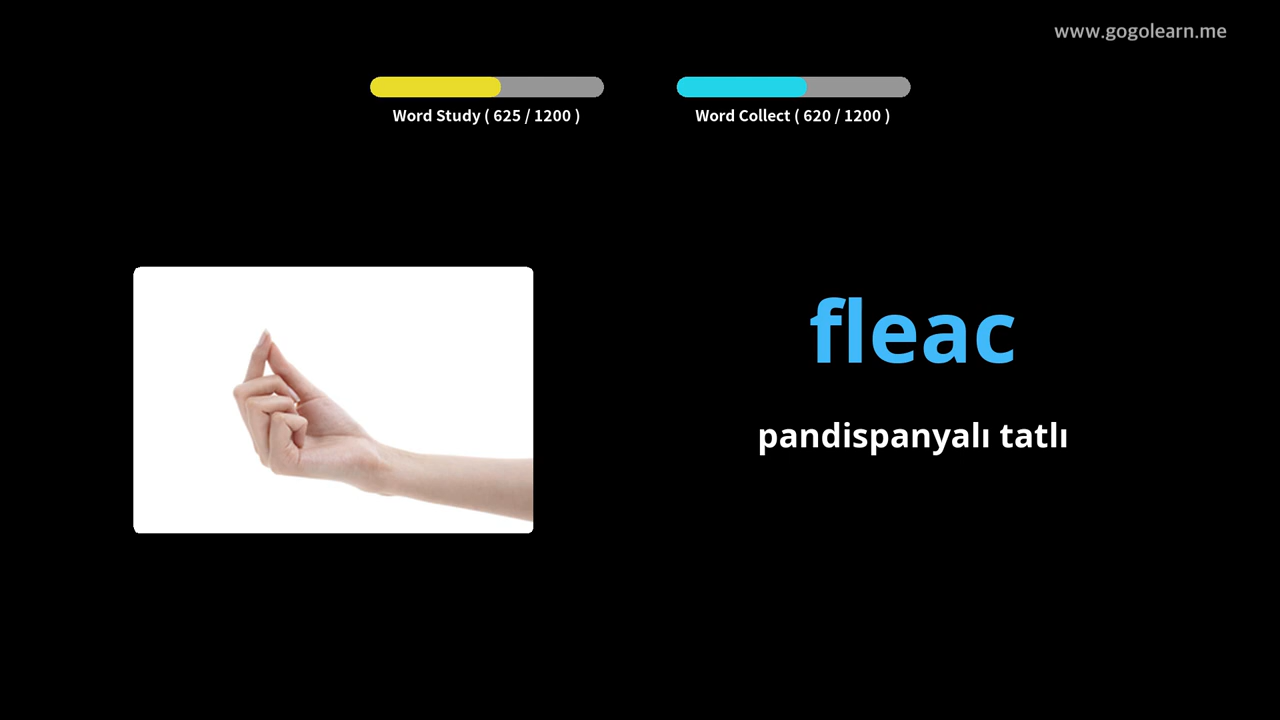 www.gogolearn.me
Word Study ( 625 / 1200 )
Word Collect ( 620 / 1200 )
fleac
pandispanyalı tatlı